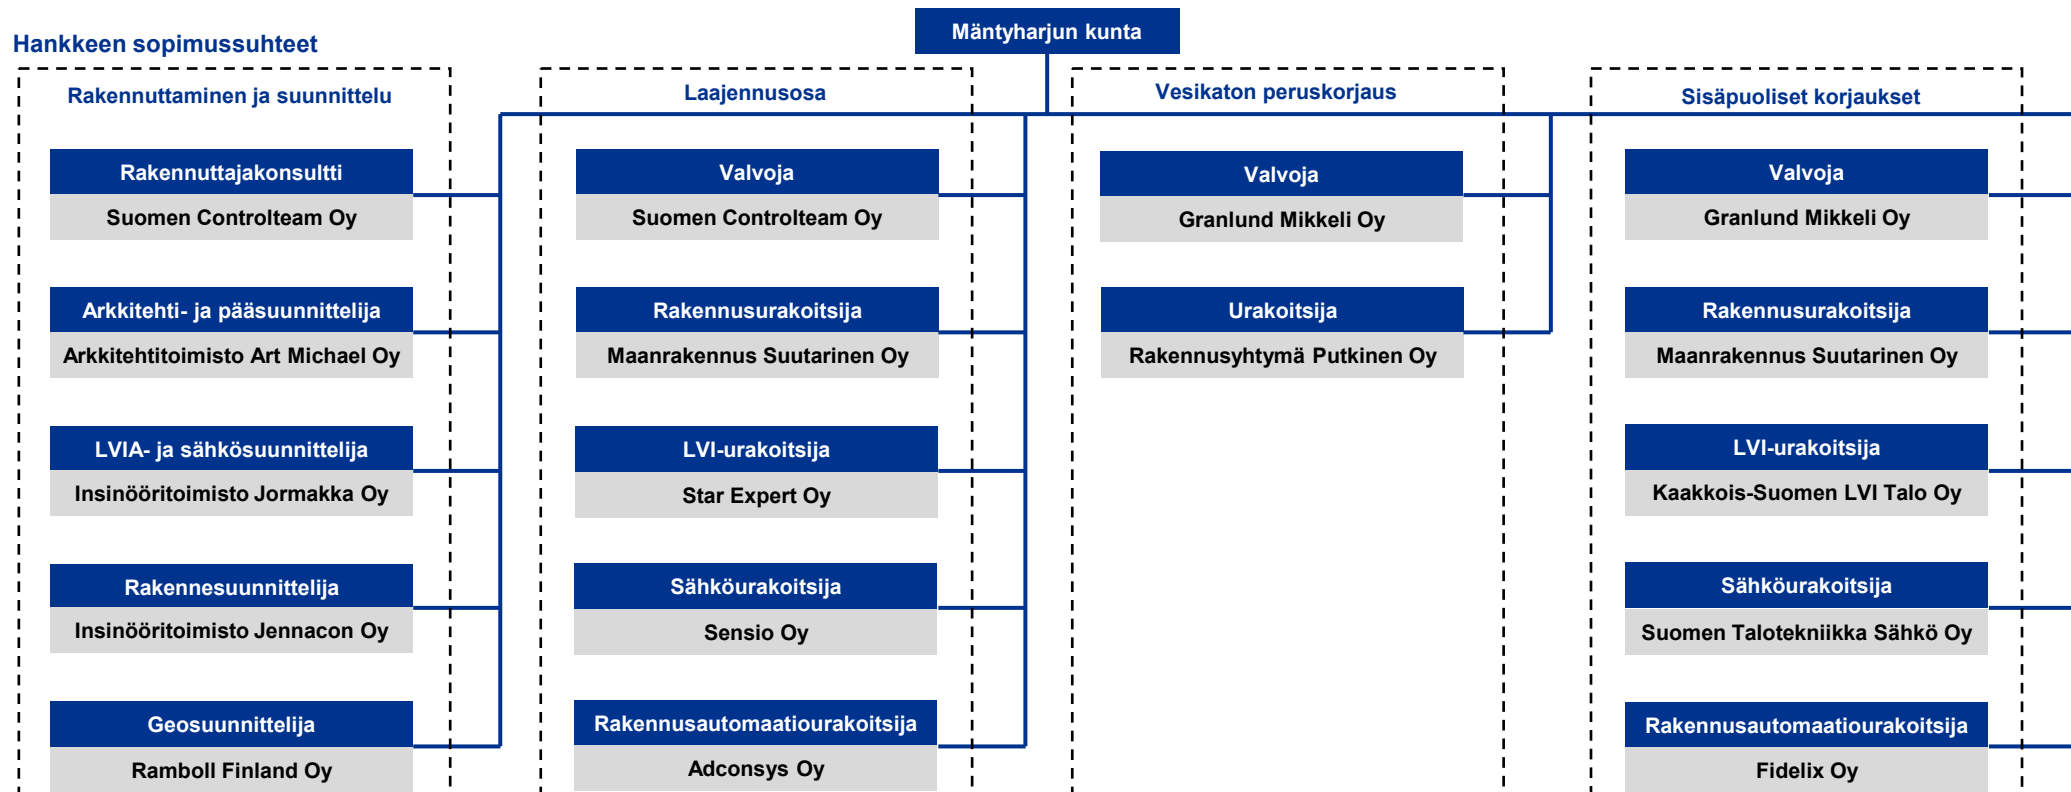 Mäntyharjun kunta
Hankkeen sopimussuhteet
Rakennuttaminen ja suunnittelu
Rakennuttajakonsultti
Suomen Controlteam Oy
Arkkitehti- ja pääsuunnittelija
Arkkitehtitoimisto Art Michael Oy
LVIA- ja sähkösuunnittelija
Insinööritoimisto Jormakka Oy
Rakennesuunnittelija
Insinööritoimisto Jennacon Oy
Geosuunnittelija
Ramboll Finland Oy
Laajennusosa
Valvoja
Suomen Controlteam Oy
Rakennusurakoitsija
Maanrakennus Suutarinen Oy
LVI-urakoitsija
Star Expert Oy
Sähköurakoitsija
Sensio Oy
Rakennusautomaatiourakoitsija
Adconsys Oy
Vesikaton peruskorjaus
Valvoja
Granlund Mikkeli Oy
Urakoitsija
Rakennusyhtymä Putkinen Oy
Sisäpuoliset korjaukset
Valvoja
Granlund Mikkeli Oy
Rakennusurakoitsija
Maanrakennus Suutarinen Oy
LVI-urakoitsija
Kaakkois-Suomen LVI Talo Oy
Sähköurakoitsija
Suomen Talotekniikka Sähkö Oy
Rakennusautomaatiourakoitsija
Fidelix Oy